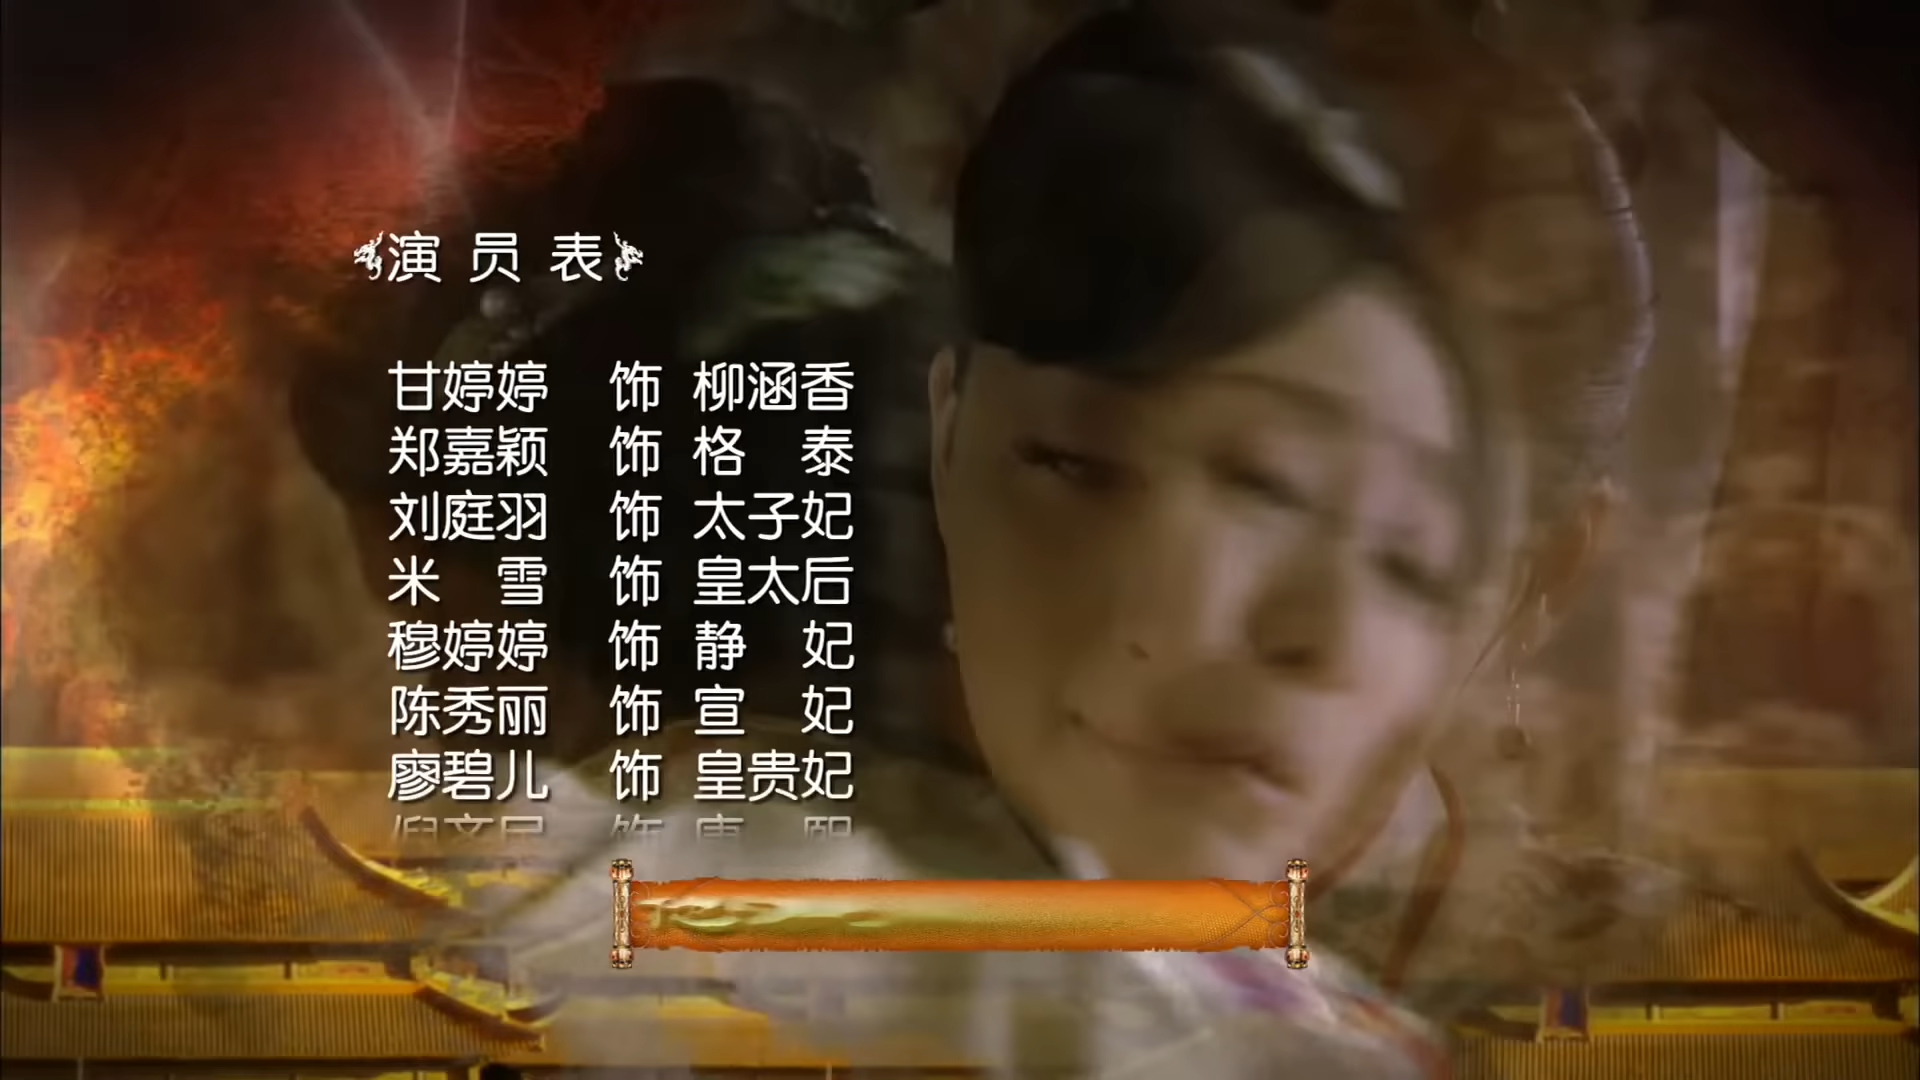 演员表
甘婷婷 饰 柳涵香
郑嘉颖 饰 格 泰
刘庭羽 饰 太子妃
米 雪 饰 皇太后
穆婷婷 饰 静 妃
陈秀丽 饰 宣 妃
廖碧儿 饰 皇贵妃